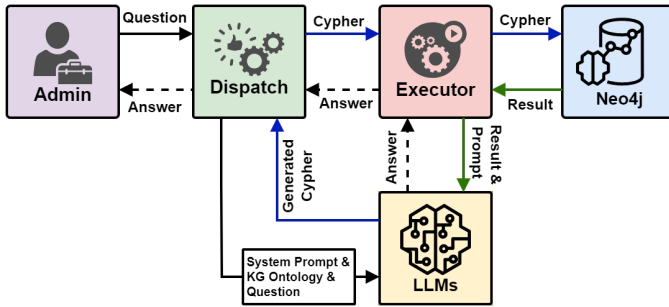 Question
Cypher
Cypher
Admin
Answer
Dispatch
Answer
Executor
Result
Neo4j
Generated
Cypher
Answer
Result &
Prompt
System Prompt &
KG Ontology &
Question
LLMs